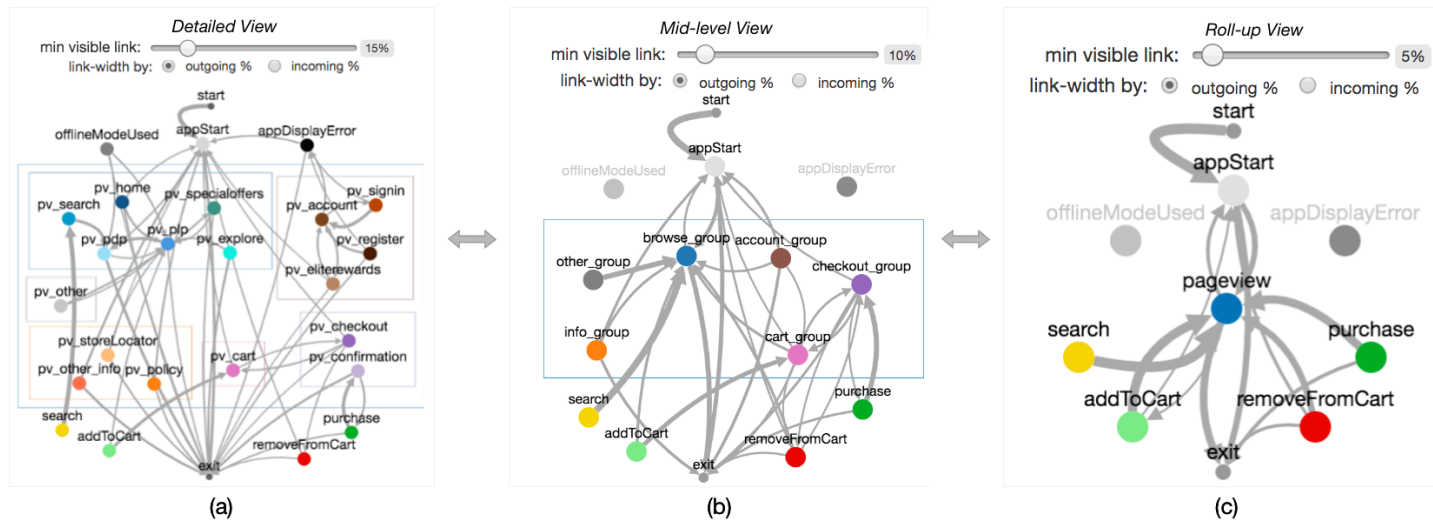 Detailed View
min visible link: 15%
link-width by: outgoing % incoming %
start
offlineModeUsed appStart appDisplayError
pv_home pv_specialoffers pv_signin
pv_search pv_account
pv_pdp pv_plp pv_explore pv_register
pv_eliterewards
pv_other
pv_storeLocator pv_checkout
pv_other_info pv_policy pv_cart pv_confirmation
search addToCart purchase
exit removeFromCart
(a)
Mid-level View
min visible link: 10%
link-width by: outgoing % incoming %
start
appStart
offlineModeUsed appDisplayError
browse_group account_group
other_group checkout_group
info_group cart_group
search purchase
addToCart removeFromCart
exit
(b)
Roll-up View
min visible link: 5%
link-width by: outgoing % incoming %
start
appStart
offlineModeUsed appDisplayError
pageview
search purchase
addToCart removeFromCart
exit
(c)